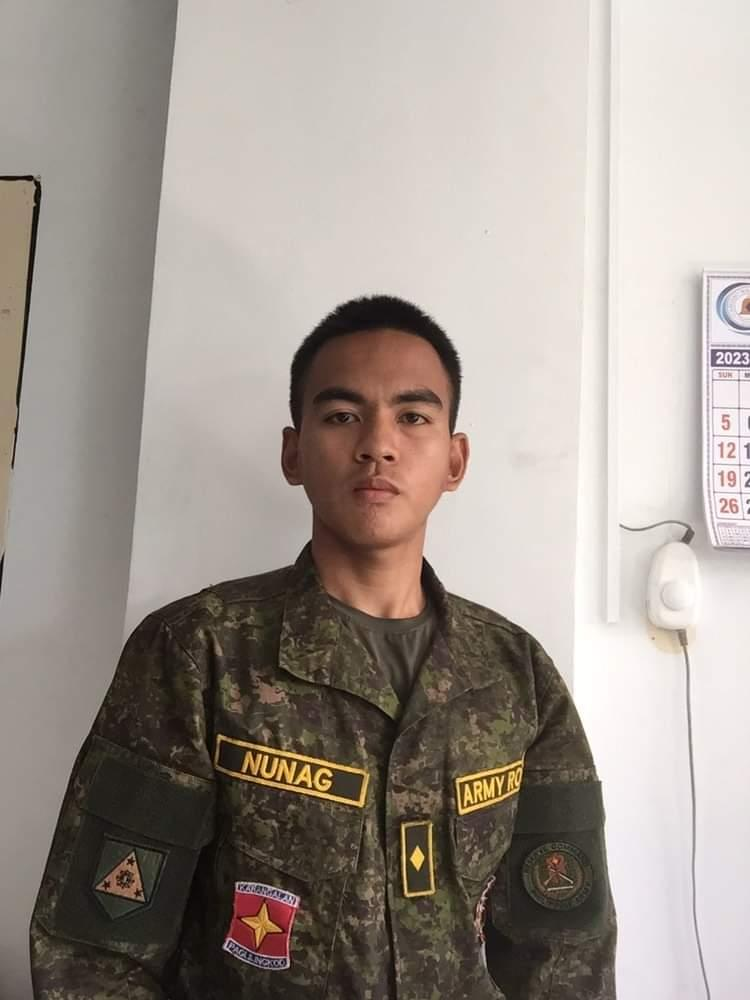 2023
SUN
5
12
19
26
NUNAG
ARMY RO
KARANGALAN
PAGLILINGKOD